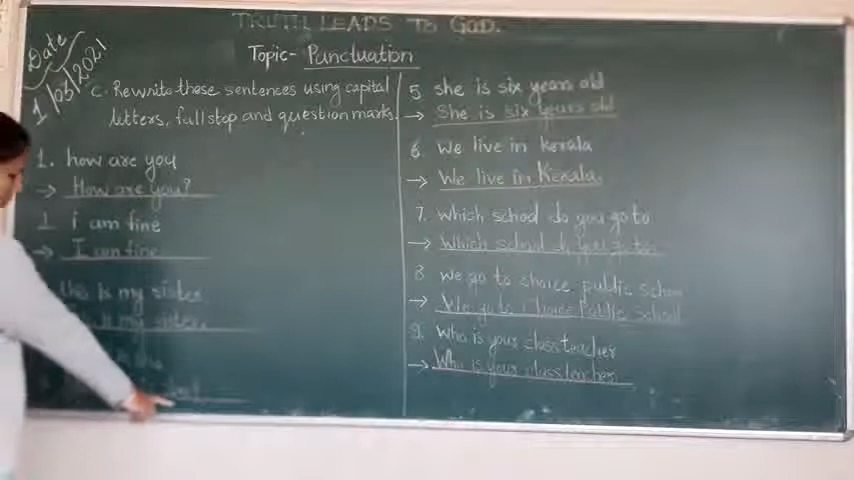 TRUTH LEADS To GOD.
Date
1/03/2021
Topic- Punctuation
C. Rewrite these sentences using capital
letters, full stop and question marks.
1. how are you
→ How are you?
i am fine
→ I am fine
this is my sister
my sister.
5 she is six years old
→ She is six years old
6. we live in kerala
→ We live in Kerala.
7. which school do you go to
→ Which school do you go to
8 we go to choice public school
→ We go to Choice Public School
9. who is your class teacher
→ Who is your class teacher